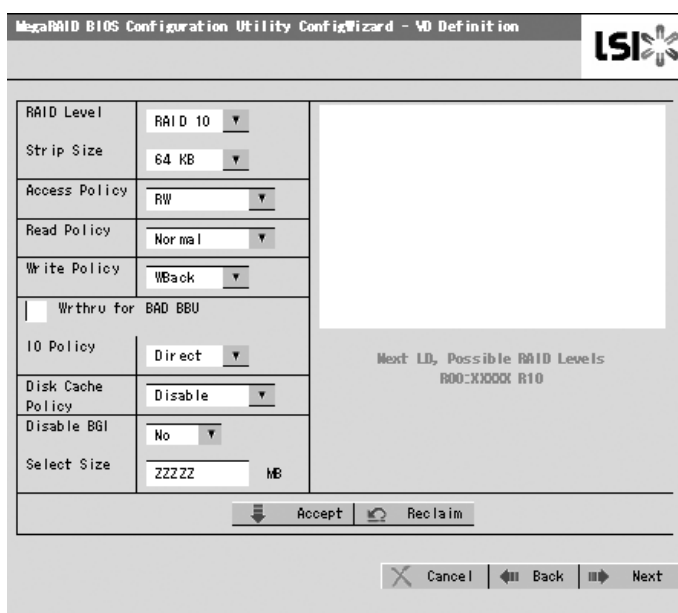 MegaRAID BIOS Configuration Utility ConfigWizard - VD Definition
LSI
RAID Level
RAID 10
Strip Size
64 KB
Access Policy
RW
Read Policy
Normal
Write Policy
WBack
Wrthru for BAD BBU
IO Policy
Direct
Disk Cache Policy
Disable
Disable BGI
No
Select Size
ZZZZZ MB
Next LD, Possible RAID Levels
R00:XXXXX R10
Accept Reclaim
Cancel Back Next